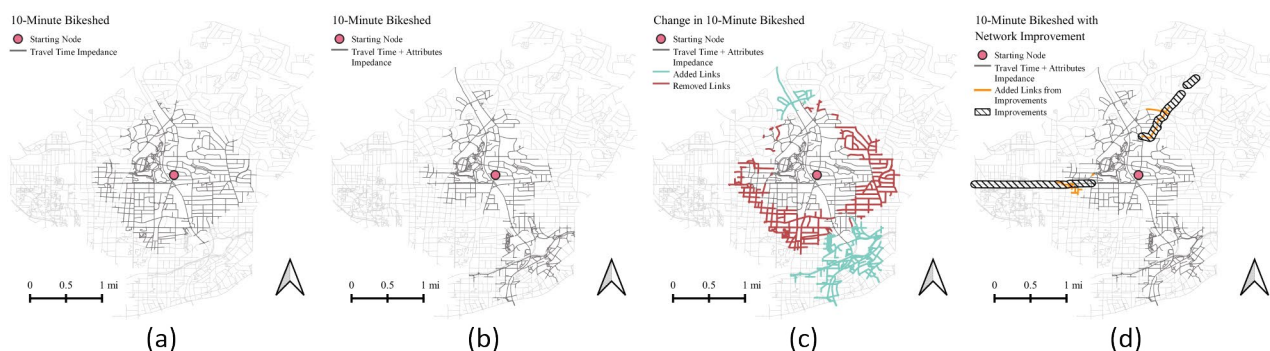 10-Minute Bikeshed
Starting Node
Travel Time Impedance
0 0.5 1 mi
(a)
10-Minute Bikeshed
Starting Node
Travel Time + Attributes
Impedance
0 0.5 1 mi
(b)
Change in 10-Minute Bikeshed
Starting Node
Travel Time + Attributes
Impedance
Added Links
Removed Links
0 0.5 1 mi
(c)
10-Minute Bikeshed with
Network Improvement
Starting Node
Travel Time + Attributes
Impedance
Added Links from
Improvements
Improvements
0 0.5 1 mi
(d)